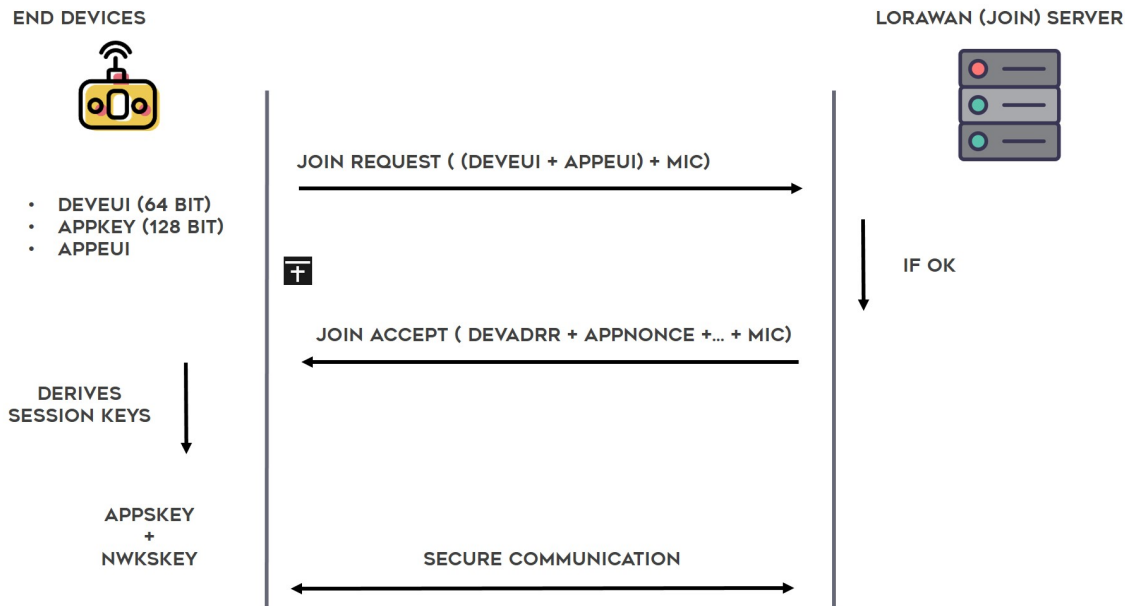 END DEVICES
LORAWAN (JOIN) SERVER
JOIN REQUEST ( (DEVEUI + APPEUI) + MIC)
• DEVEUI (64 BIT)
• APPKEY (128 BIT)
• APPEUI
IF OK
JOIN ACCEPT ( DEVADRR + APPNONCE +... + MIC)
DERIVES
SESSION KEYS
APPSKEY
+
NWKSKEY
SECURE COMMUNICATION